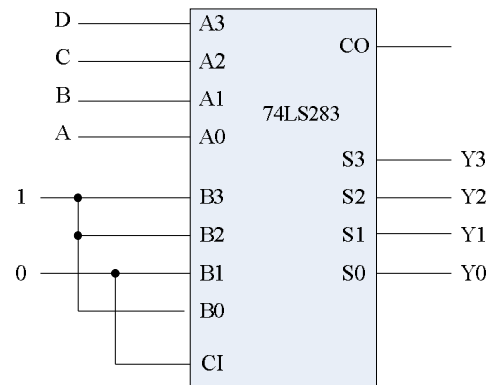 D A3
CO
C A2
B A1
74LS283
A A0
S3 Y3
1 B3 S2 Y2
B2 S1 Y1
0 B1 S0 Y0
B0
CI